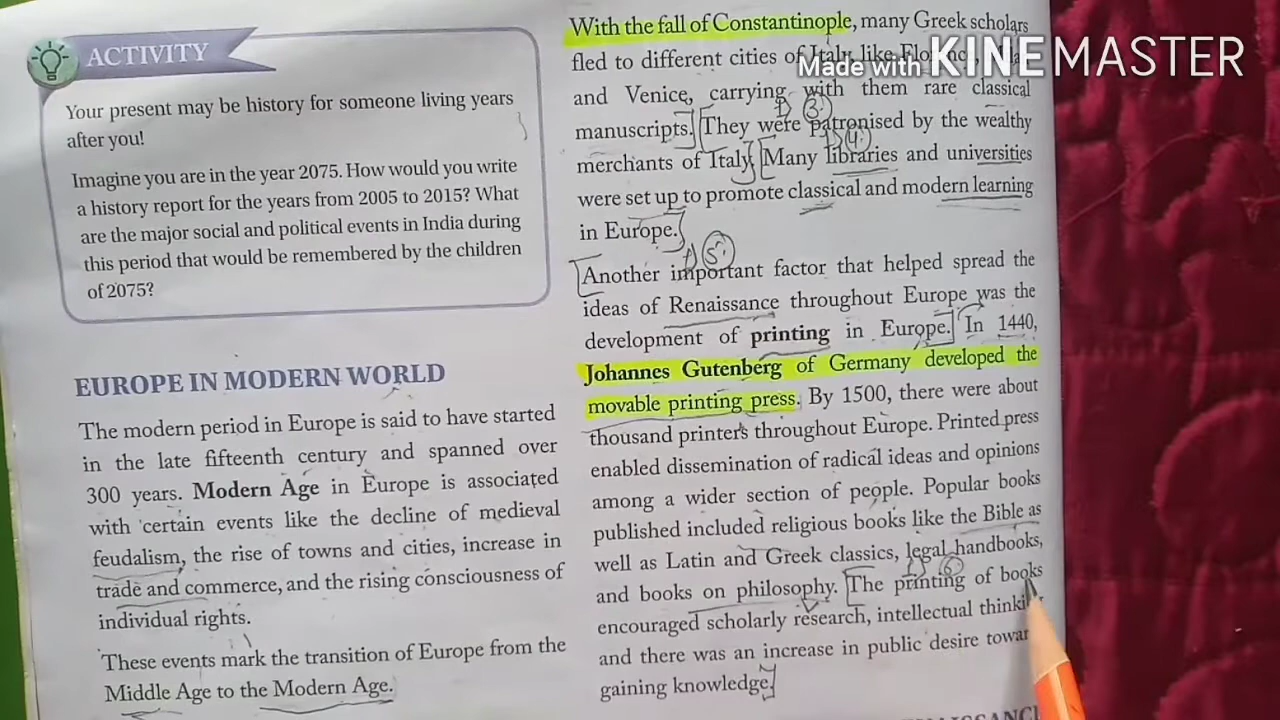 ACTIVITY
Your present may be history for someone living years
after you!
Imagine you are in the year 2075. How would you write
a history report for the years from 2005 to 2015? What
are the major social and political events in India during
this period that would be remembered by the children
of 2075?
EUROPE IN MODERN WORLD
The modern period in Europe is said to have started
in the late fifteenth century and spanned over
300 years. Modern Age in Europe is associated
with certain events like the decline of medieval
feudalism, the rise of towns and cities, increase in
trade and commerce, and the rising consciousness of
individual rights.
These events mark the transition of Europe from the
Middle Age to the Modern Age.
With the fall of Constantinople, many Greek scholars
fled to different cities of Italy like
Made with KINEMASTER
and Venice, carrying with them rare classical
manuscripts. They were patronised by the wealthy
3
merchants of Italy. Many libraries and universities
4
were set up to promote classical and modern learning
in Europe.
5
Another important factor that helped spread the
ideas of Renaissance throughout Europe was the
development of printing in Europe. In 1440,
Johannes Gutenberg of Germany developed the
movable printing press. By 1500, there were about
thousand printers throughout Europe. Printed press
enabled dissemination of radical ideas and opinions
among a wider section of people. Popular books
published included religious books like the Bible as
well as Latin and Greek classics, legal handbooks,
6
and books on philosophy. The printing of books
encouraged scholarly research, intellectual
and there was an increase in public desire
gaining knowledge.